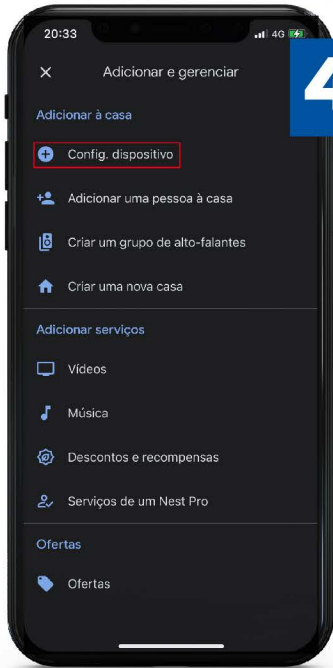 20:33
4G
4
Adicionar e gerenciar
Adicionar à casa
Config. dispositivo
Adicionar uma pessoa à casa
Criar um grupo de alto-falantes
Criar uma nova casa
Adicionar serviços
Vídeos
Música
Descontos e recompensas
Serviços de um Nest Pro
Ofertas
Ofertas